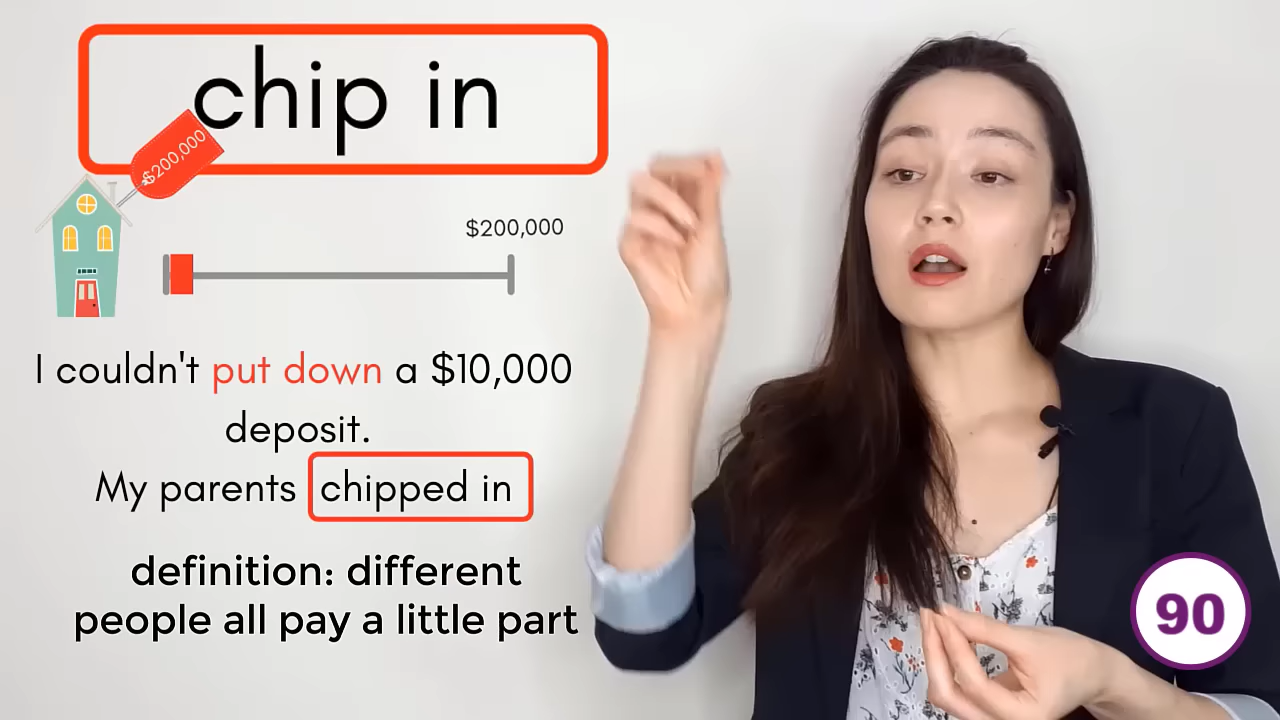 chip in
$200,000
$200,000
I couldn't put down a $10,000
deposit.
My parents chipped in
definition: different
people all pay a little part
90